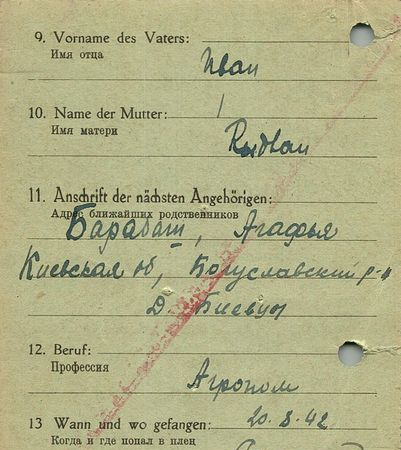 9. Vorname des Vaters:
Имя отца
Иван
10. Name der Mutter:
Имя матери
11. Anschrift der nächsten Angehörigen:
Адрес ближайших родственников
Барабаш, Агафья
Киевская об, Богуславский р-н
Д. Биевцы
12. Beruf:
Профессия
Агроном
13 Wann und wo gefangen:
20.8.42
Когда и где попал в плен